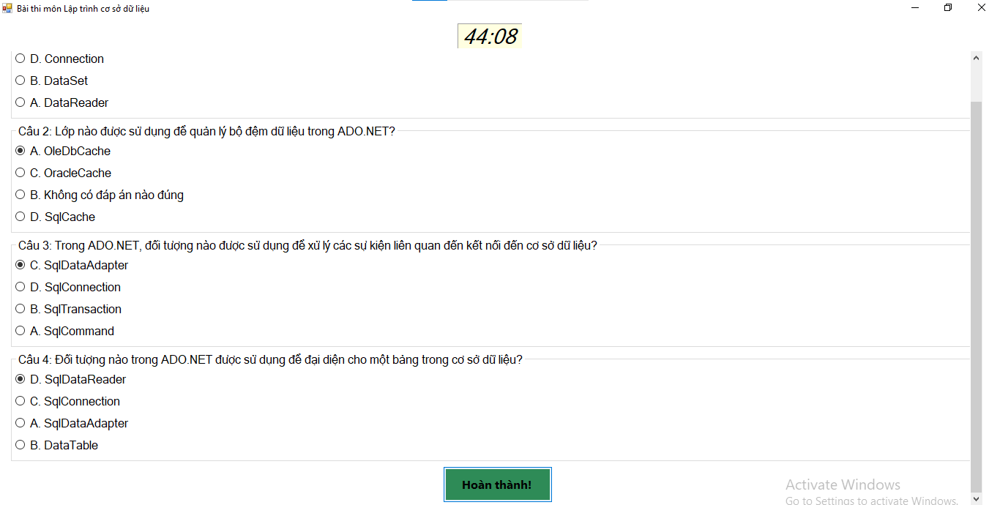 Bài thi môn Lập trình cơ sở dữ liệu
44:08
D. Connection
B. DataSet
A. DataReader
Câu 2: Lớp nào được sử dụng để quản lý bộ đệm dữ liệu trong ADO.NET?
A. OleDbCache
C. OracleCache
B. Không có đáp án nào đúng
D. SqlCache
Câu 3: Trong ADO.NET, đối tượng nào được sử dụng để xử lý các sự kiện liên quan đến kết nối đến cơ sở dữ liệu?
C. SqlDataAdapter
D. SqlConnection
B. SqlTransaction
A. SqlCommand
Câu 4: Đối tượng nào trong ADO.NET được sử dụng để đại diện cho một bảng trong cơ sở dữ liệu?
D. SqlDataReader
C. SqlConnection
A. SqlDataAdapter
B. DataTable
Hoàn thành!
Activate Windows
Go to Settings to activate Windows.